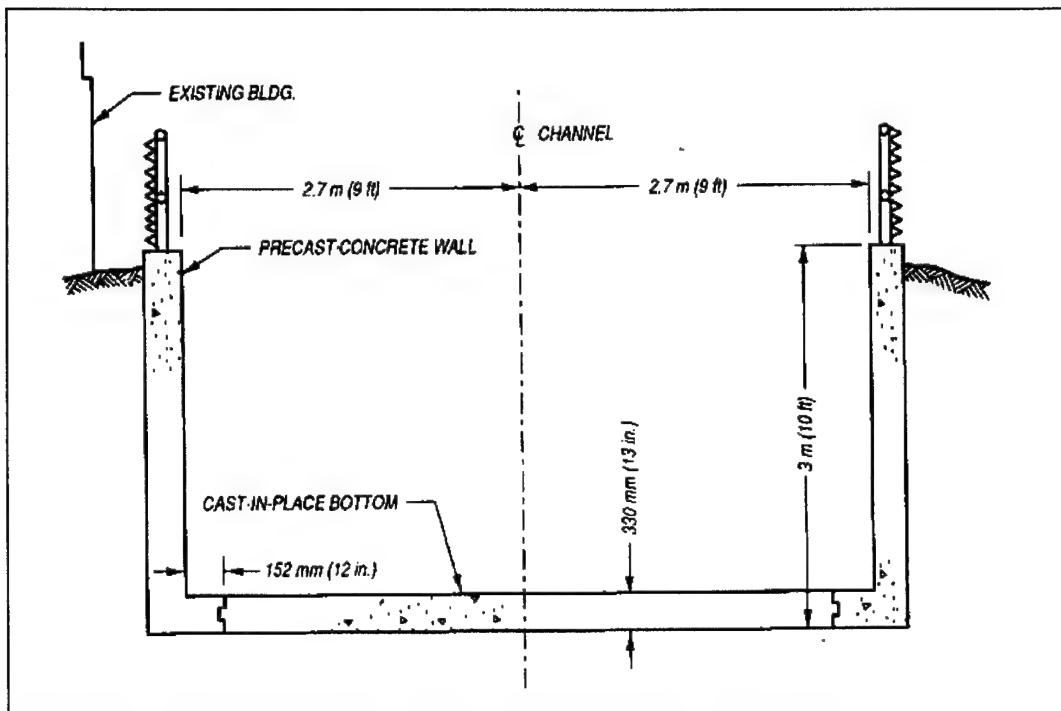 EXISTING BLDG.
℄ CHANNEL
2.7 m (9 ft)
2.7 m (9 ft)
PRECAST-CONCRETE WALL
3 m (10 ft)
330 mm (13 in.)
CAST-IN-PLACE BOTTOM
152 mm (12 in.)